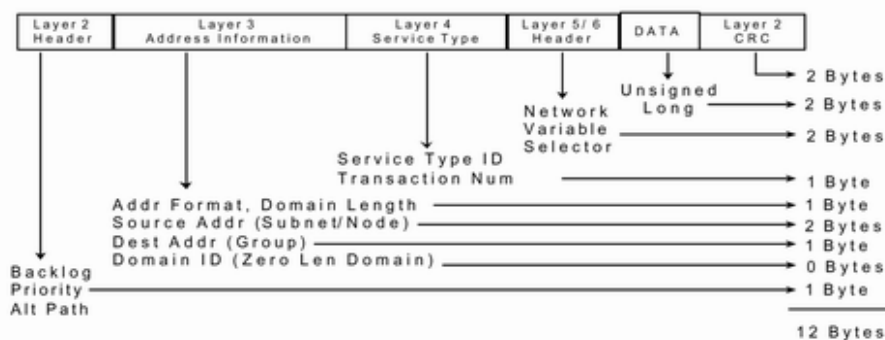 Layer 2 Header
Layer 3 Address Information
Layer 4 Service Type
Layer 5/6 Header
DATA
Layer 2 CRC
2 Bytes
Unsigned Long
2 Bytes
Network Variable Selector
2 Bytes
Service Type ID
Transaction Num
1 Byte
Addr Format, Domain Length
1 Byte
Source Addr (Subnet/Node)
2 Bytes
Dest Addr (Group)
1 Byte
Domain ID (Zero Len Domain)
0 Bytes
Backlog
Priority
1 Byte
Alt Path
12 Bytes